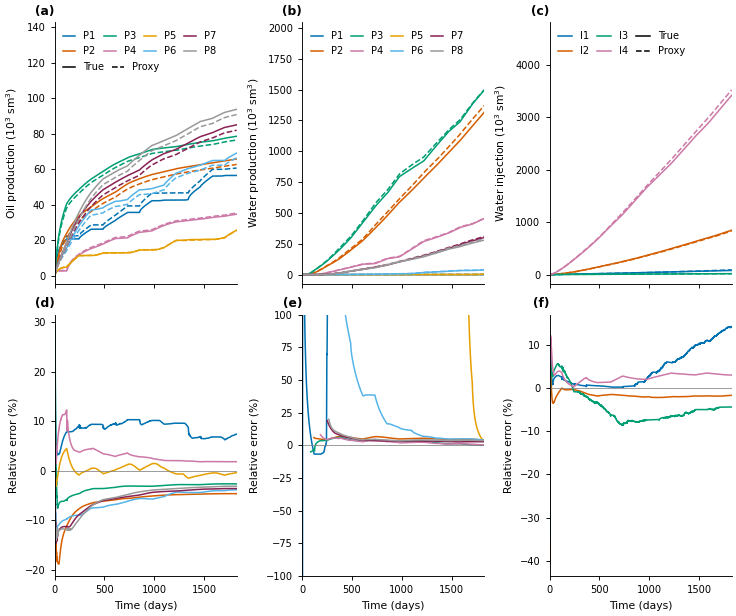 (a) (b) (c)
P1 P3 P5 P7
P2 P4 P6 P8
True Proxy
P1 P3 P5 P7
P2 P4 P6 P8
I1 I3 True
I2 I4 Proxy
Oil production (10³ sm³)
140
120
100
80
60
40
20
0
Water production (10³ sm³)
2000
1750
1500
1250
1000
750
500
250
0
Water injection (10³ sm³)
4000
3000
2000
1000
0
(d) (e) (f)
Relative error (%)
30
20
10
0
−10
−20
0 500 1000 1500
Time (days)
Relative error (%)
100
75
50
25
0
−25
−50
−75
−100
0 500 1000 1500
Time (days)
Relative error (%)
10
0
−10
−20
−30
−40
0 500 1000 1500
Time (days)